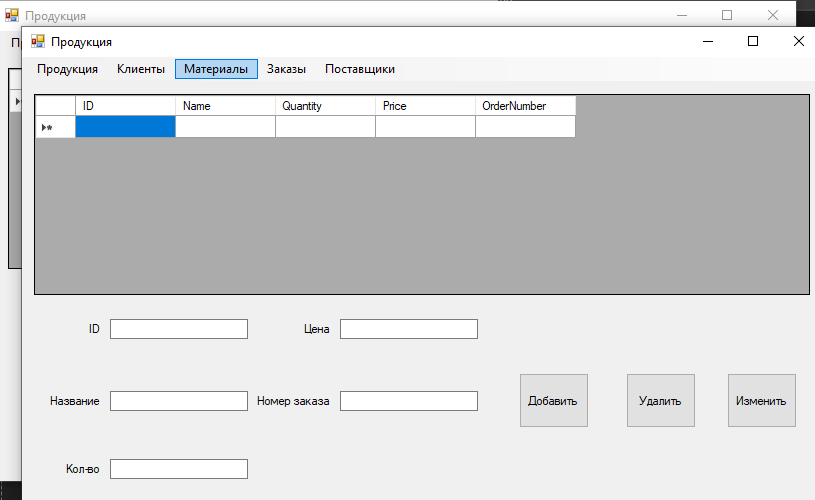 Продукция
Продукция
Продукция Клиенты Материалы Заказы Поставщики
ID Name Quantity Price OrderNumber
ID Цена
Название Номер заказа Добавить Удалить Изменить
Кол-во